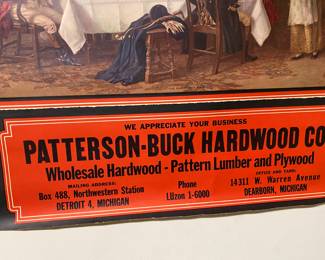 WE APPRECIATE YOUR BUSINESS
PATTERSON-BUCK HARDWOOD CO
Wholesale Hardwood - Pattern Lumber and Plywood
MAILING ADDRESS:
Box 488, Northwestern Station
DETROIT 4, MICHIGAN
Phone
LUzon 1-6000
OFFICE AND YARD:
14311 W. Warren Avenue
DEARBORN, MICHIGAN